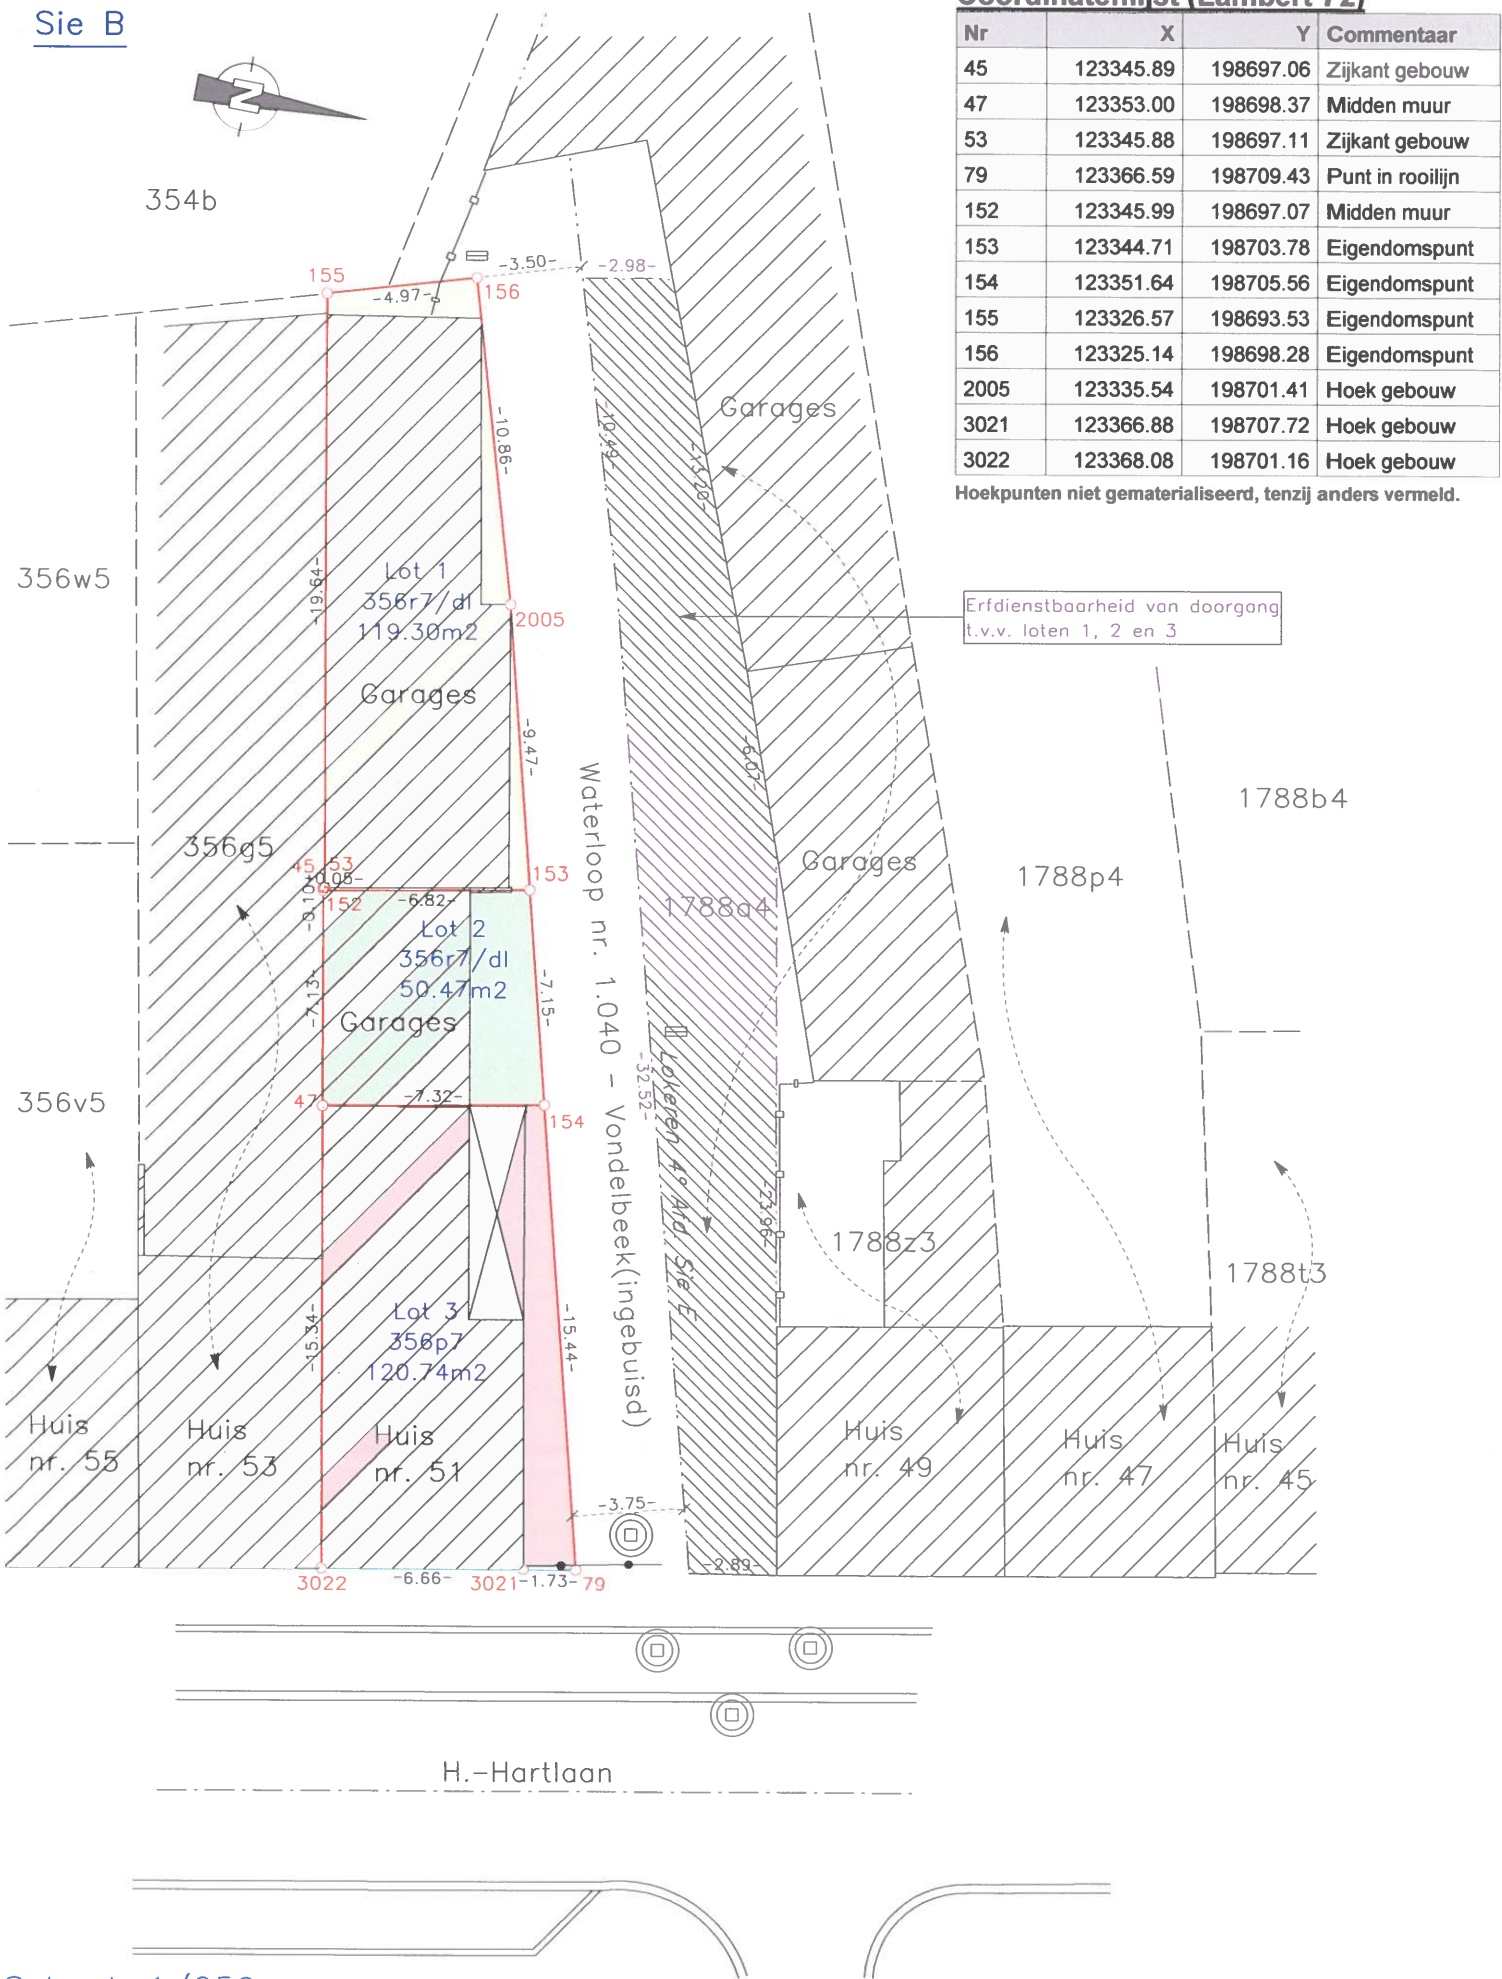 Sie B
N
Coördinatenlijst (Lambert 72)
Nr X Y Commentaar
45 123345.89 198697.06 Zijkant gebouw
47 123353.00 198698.37 Midden muur
53 123345.88 198697.11 Zijkant gebouw
79 123366.59 198709.43 Punt in rooilijn
152 123345.99 198697.07 Midden muur
153 123344.71 198703.78 Eigendomspunt
154 123351.64 198705.56 Eigendomspunt
155 123326.57 198693.53 Eigendomspunt
156 123325.14 198698.28 Eigendomspunt
2005 123335.54 198701.41 Hoek gebouw
3021 123366.88 198707.72 Hoek gebouw
3022 123368.08 198701.16 Hoek gebouw
Hoekpunten niet gematerialiseerd, tenzij anders vermeld.
354b
155
-4.97-
156
-3.50-
-2.98-
-10.86-
-10.49-
-13.20-
Garages
356w5
-19.64-
Lot 1
356r7/dl
119.30m2
2005
Garages
Erfdienstbaarheid van doorgang
t.v.v. loten 1, 2 en 3
-9.47-
-6.07-
1788b4
356g5
45
53
-0.05-
-0.10-
152
-6.82-
153
Garages
1788p4
1788a4
Lot 2
356r7/dl
50.47m2
Garages
-7.13-
-7.15-
Waterloop nr. 1.040 - Vondelbeek(ingebuisd)
-32.52-
Lokeren 4° Afd. Sie E
356v5
47
-7.32-
154
-23.96-
1788z3
1788t3
-15.34-
Lot 3
356p7
120.74m2
-15.44-
Huis
nr. 55
Huis
nr. 53
Huis
nr. 51
Huis
nr. 49
Huis
nr. 47
Huis
nr. 45
-3.75-
-2.89-
3022
-6.66-
3021
-1.73-
79
H.-Hartlaan